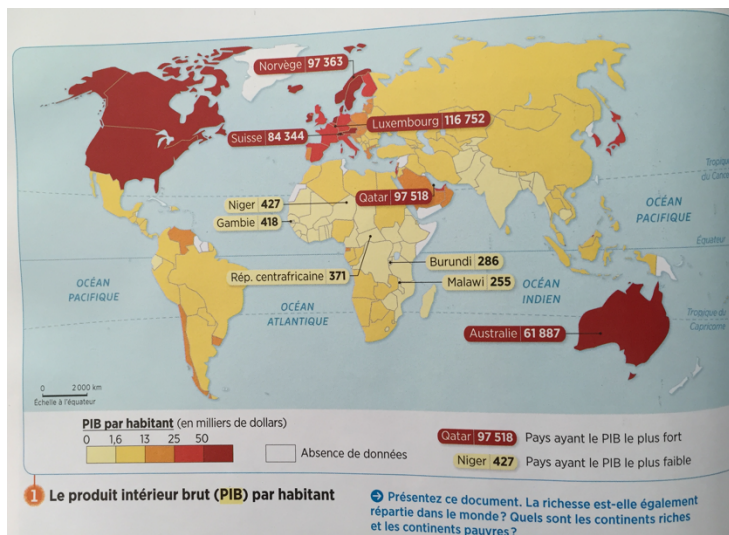 Norvège 97 363
Luxembourg 116 752
Suisse 84 344
Tropique
du Cancer
Niger 427
Qatar 97 518
OCÉAN
PACIFIQUE
Gambie 418
Équateur
Burundi 286
Rép. centrafricaine 371
OCÉAN
PACIFIQUE
Malawi 255
OCÉAN
INDIEN
OCÉAN
ATLANTIQUE
Tropique du
Capricorne
Australie 61 887
0 2 000 km
Échelle à l'équateur
PIB par habitant (en milliers de dollars)
0 1,6 13 25 50
Absence de données
Qatar 97 518 Pays ayant le PIB le plus fort
Niger 427 Pays ayant le PIB le plus faible
1 Le produit intérieur brut (PIB) par habitant
Présentez ce document. La richesse est-elle également
répartie dans le monde ? Quels sont les continents riches
et les continents pauvres ?